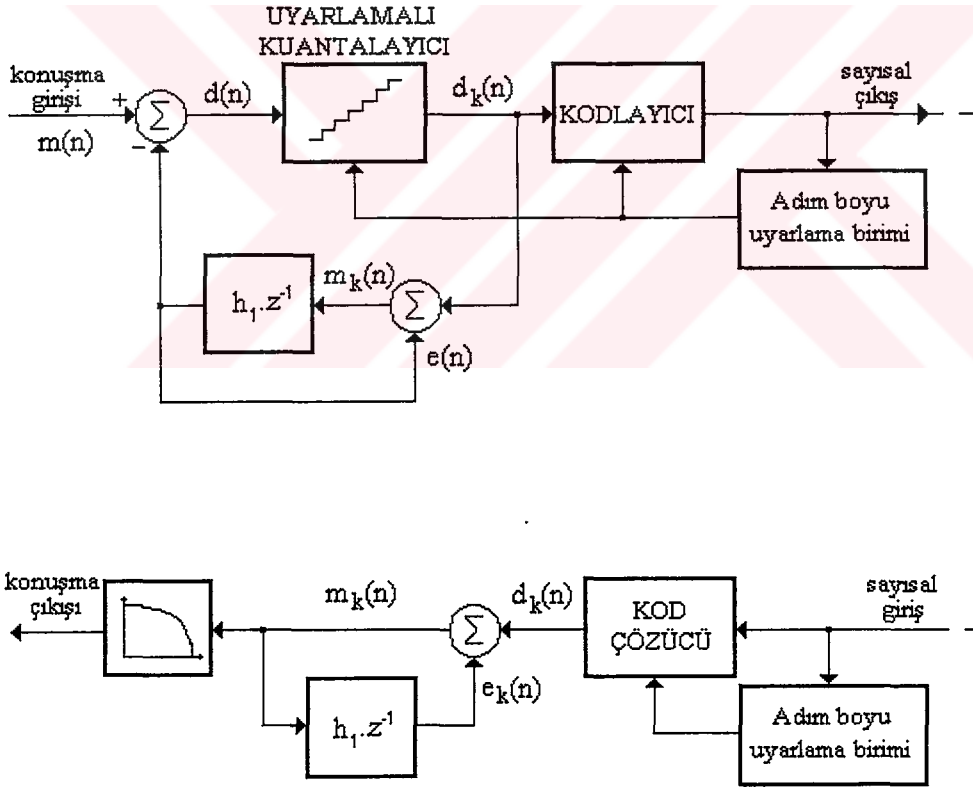 UYARLAMALI
KUANTALAYICI
konuşma
girişi
+
m(n)
−
Σ
d(n)
d_k(n)
KODLAYICI
sayısal
çıkış
Adım boyu
uyarlama birimi
h_1.z^-1
m_k(n)
Σ
e(n)
konuşma
çıkışı
m_k(n)
Σ
d_k(n)
KOD
ÇÖZÜCÜ
sayısal
giriş
h_1.z^-1
e_k(n)
Adım boyu
uyarlama birimi